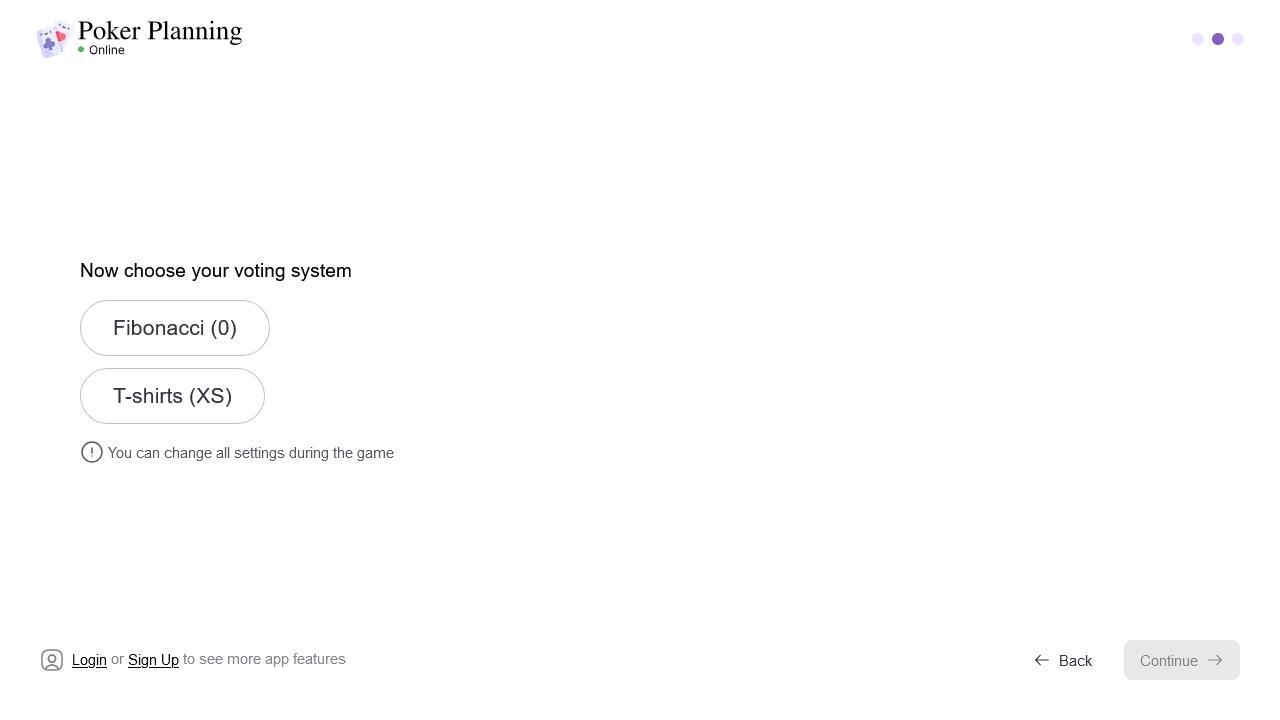 Poker Planning
Online
Now choose your voting system
Fibonacci (0)
T-shirts (XS)
You can change all settings during the game
Login or Sign Up to see more app features
Back
Continue